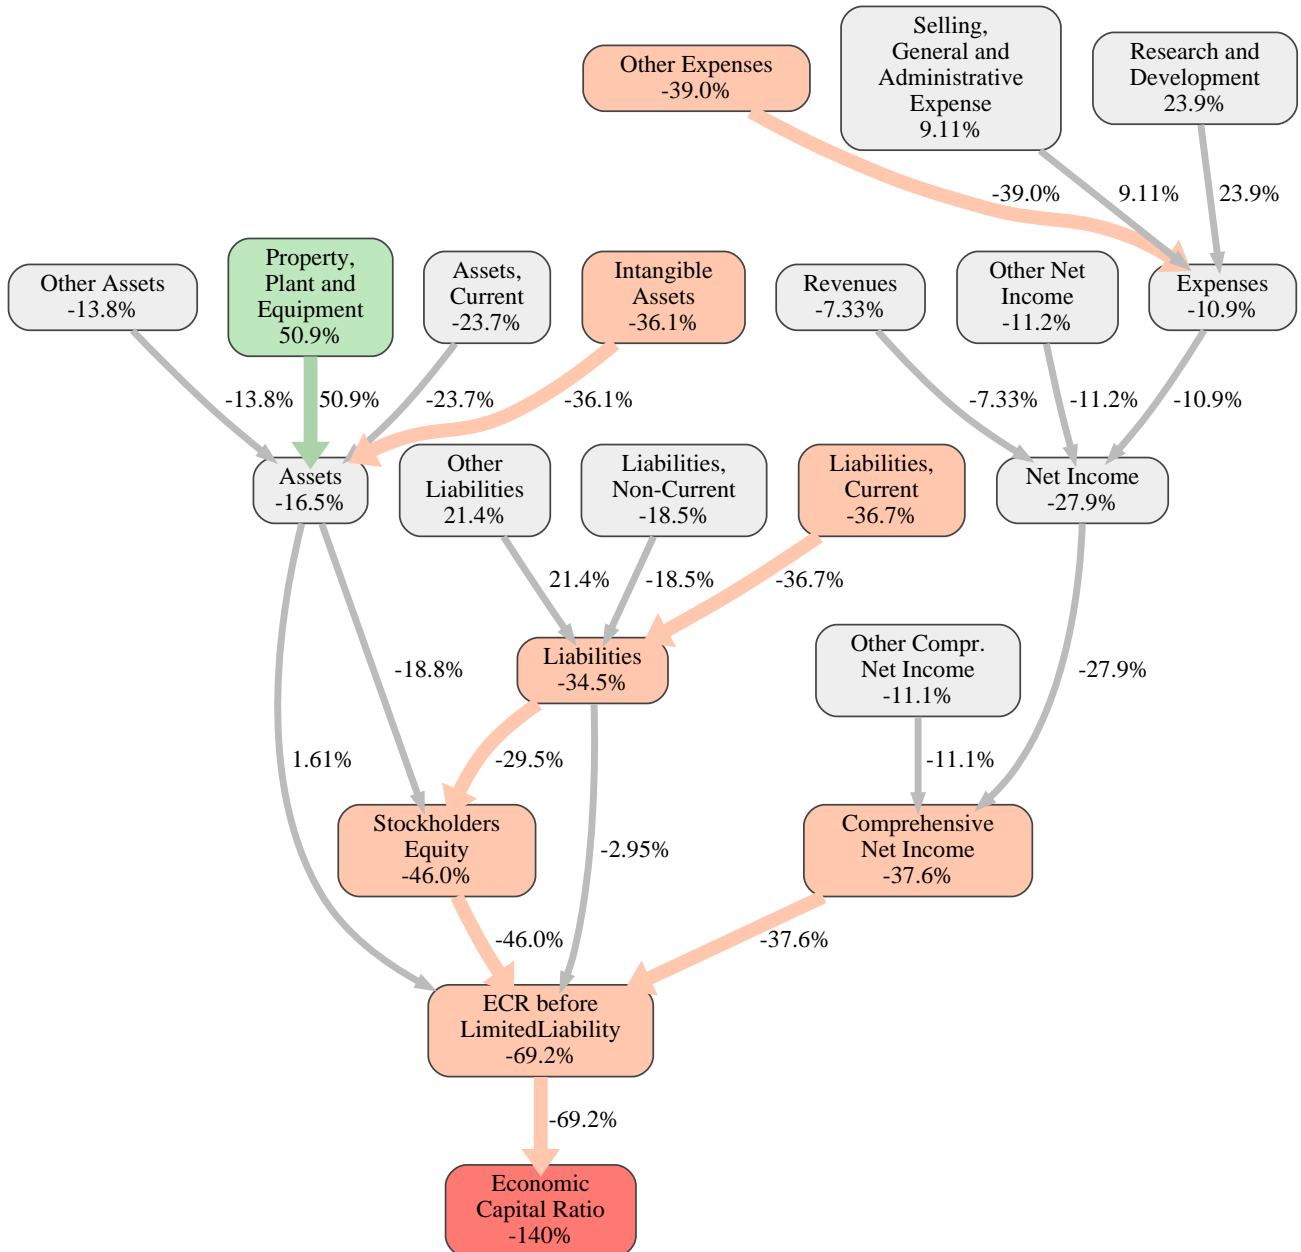 Selling,
General and
Administrative
Expense
9.11%
Other Expenses
-39.0%
Research and
Development
23.9%
-39.0%
9.11%
23.9%
Other Assets
-13.8%
Property,
Plant and
Equipment
50.9%
Assets,
Current
-23.7%
Intangible
Assets
-36.1%
Revenues
-7.33%
Other Net
Income
-11.2%
Expenses
-10.9%
-13.8%
50.9%
-23.7%
-36.1%
-7.33%
-11.2%
-10.9%
Assets
-16.5%
Other
Liabilities
21.4%
Liabilities,
Non-Current
-18.5%
Liabilities,
Current
-36.7%
Net Income
-27.9%
21.4%
-18.5%
-36.7%
Liabilities
-34.5%
Other Compr.
Net Income
-11.1%
-18.8%
-27.9%
1.61%
-29.5%
-11.1%
Stockholders
Equity
-46.0%
-2.95%
Comprehensive
Net Income
-37.6%
-46.0%
-37.6%
ECR before
LimitedLiability
-69.2%
-69.2%
Economic
Capital Ratio
-140%